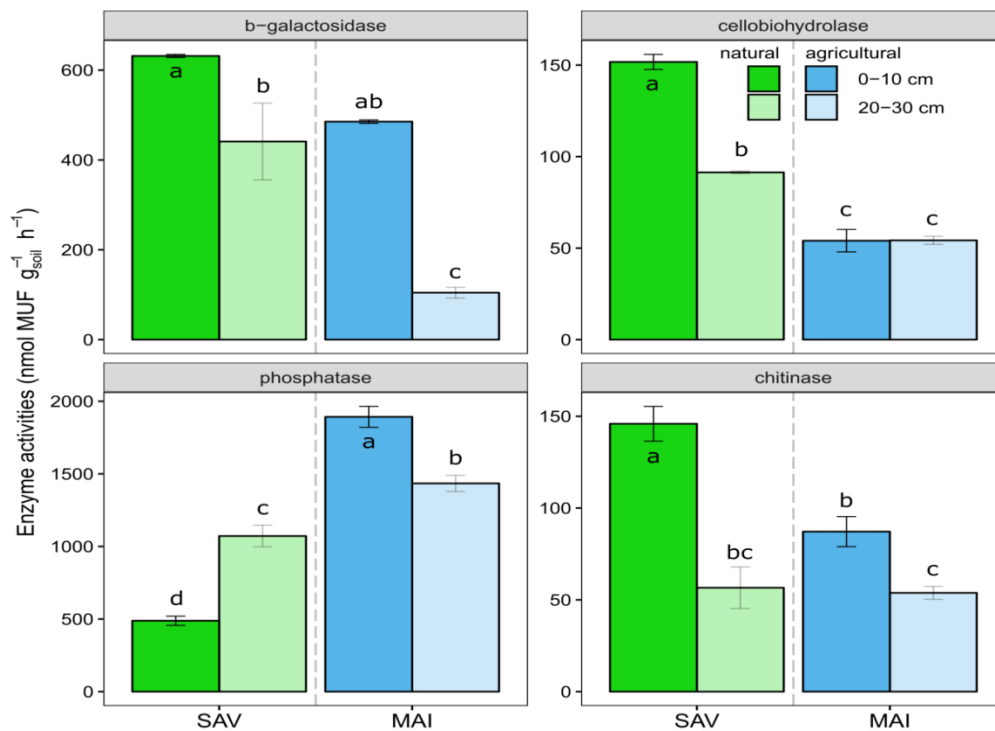 b−galactosidase
cellobiohydrolase
natural agricultural
0−10 cm
20−30 cm
600
400
200
0
a
b
ab
c
150
100
50
0
a
b
c
c
Enzyme activities (nmol MUF g⁻¹soil h⁻¹)
phosphatase
chitinase
2000
1500
1000
500
0
d
c
a
b
150
100
50
0
a
bc
b
c
SAV MAI
SAV MAI